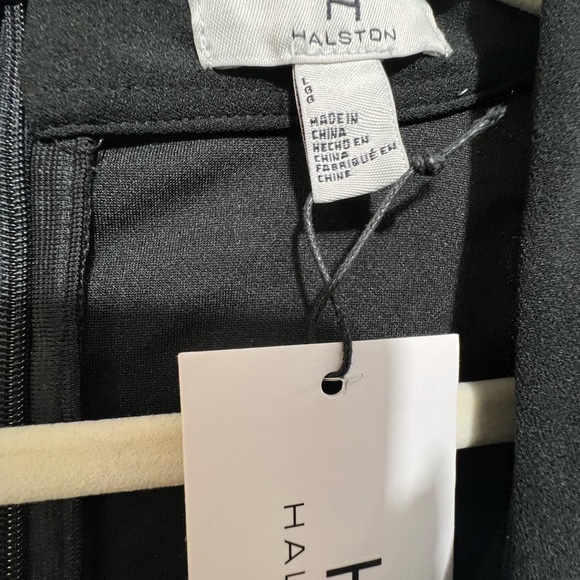 H
HALSTON
L
G
G
MADE IN
CHINA
HECHO EN
CHINA
FABRIQUÉ EN
CHINE
H
HAL